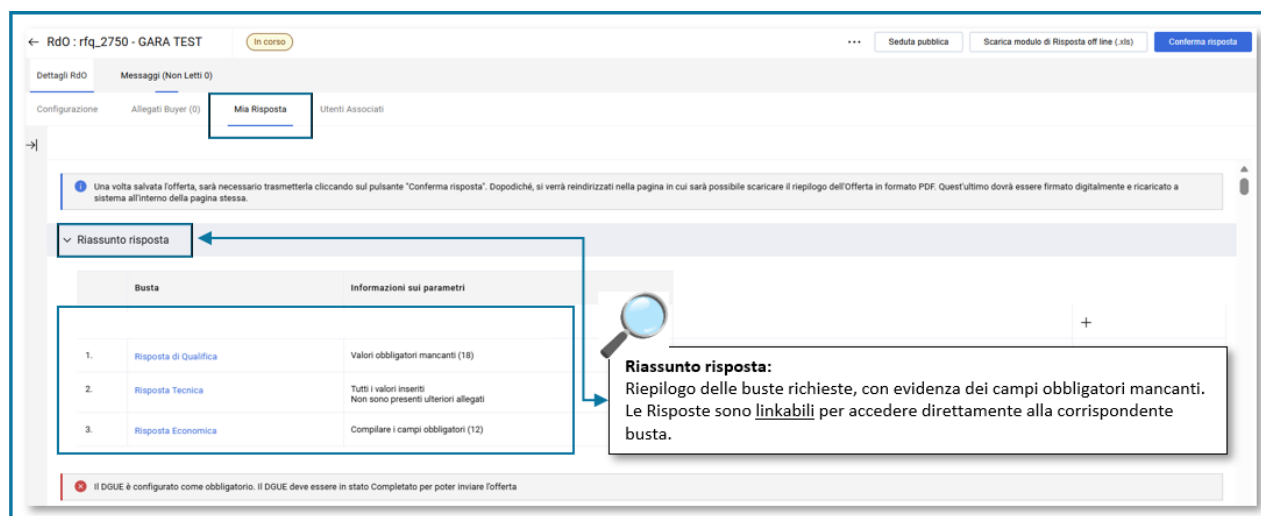 ← RdO : rfq_2750 - GARA TEST
In corso
...
Seduta pubblica
Scarica modulo di Risposta off line (.xls)
Conferma risposta
Dettagli RdO
Messaggi (Non Letti 0)
Configurazione
Allegati Buyer (0)
Mia Risposta
Utenti Associati
Una volta salvata l'offerta, sarà necessario trasmetterla cliccando sul pulsante "Conferma risposta". Dopodiché, si verrà reindirizzati nella pagina in cui sarà possibile scaricare il riepilogo dell'Offerta in formato PDF. Quest'ultimo dovrà essere firmato digitalmente e ricaricato a
sistema all'interno della pagina stessa.
Riassunto risposta
Busta
Informazioni sui parametri
+
1.
Risposta di Qualifica
Valori obbligatori mancanti (18)
2.
Risposta Tecnica
Tutti i valori inseriti
Non sono presenti ulteriori allegati
3.
Risposta Economica
Compilare i campi obbligatori (12)
Riassunto risposta:
Riepilogo delle buste richieste, con evidenza dei campi obbligatori mancanti.
Le Risposte sono linkabili per accedere direttamente alla corrispondente
busta.
Il DGUE è configurato come obbligatorio. Il DGUE deve essere in stato Completato per poter inviare l'offerta